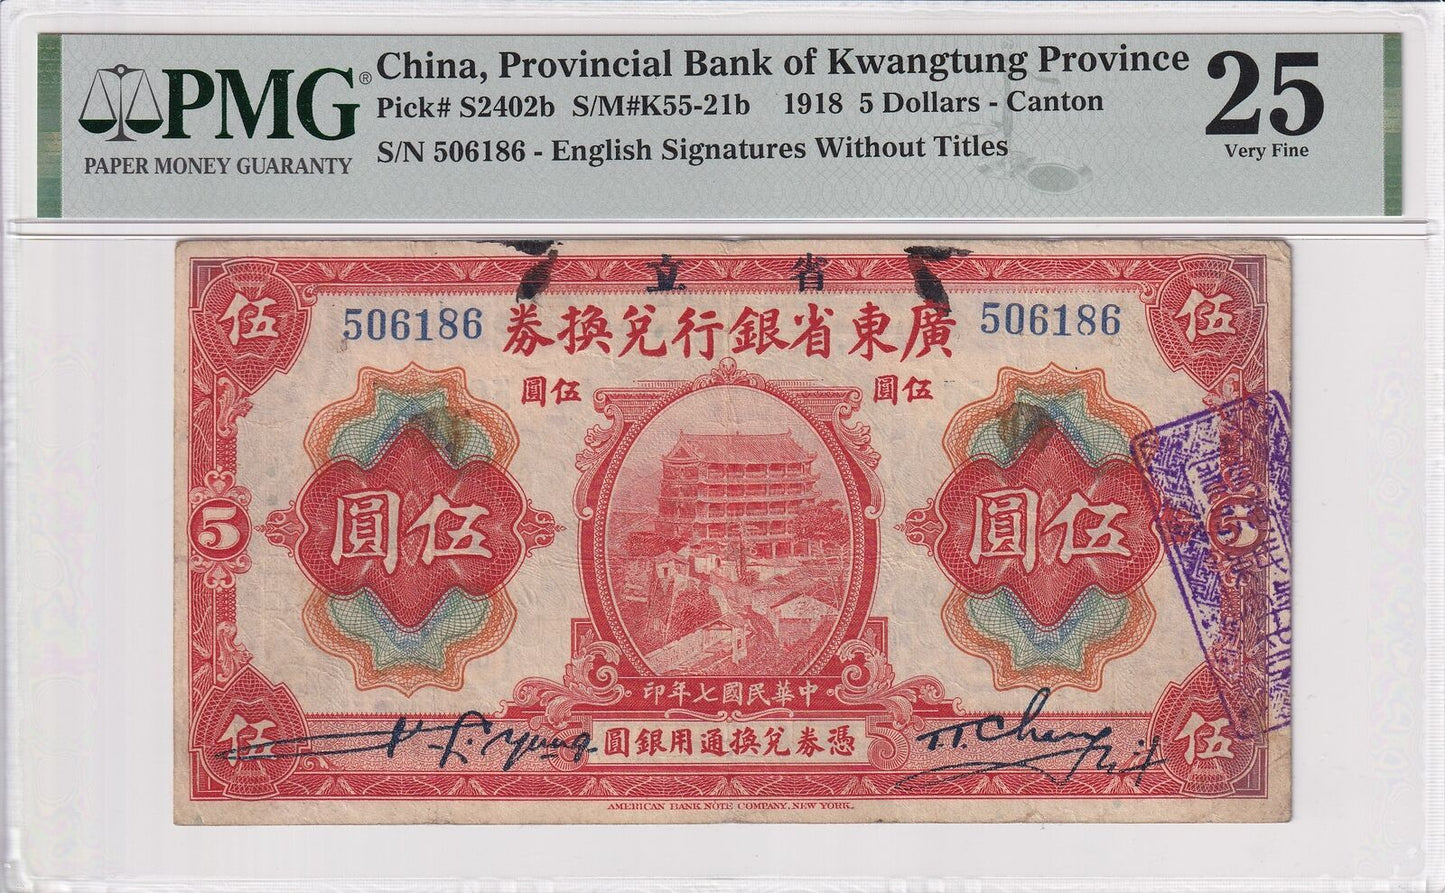 PMG®
PAPER MONEY GUARANTY
China, Provincial Bank of Kwangtung Province
Pick# S2402b S/M#K55-21b 1918 5 Dollars - Canton
S/N 506186 - English Signatures Without Titles
25
Very Fine
立 省
伍
伍
506186
券換兌行銀省東廣
506186
圓伍
圓伍
圓伍
圓伍
5
5
印年七國民華中
伍
伍
圓銀用通換兌券憑
AMERICAN BANK NOTE COMPANY, NEW YORK.